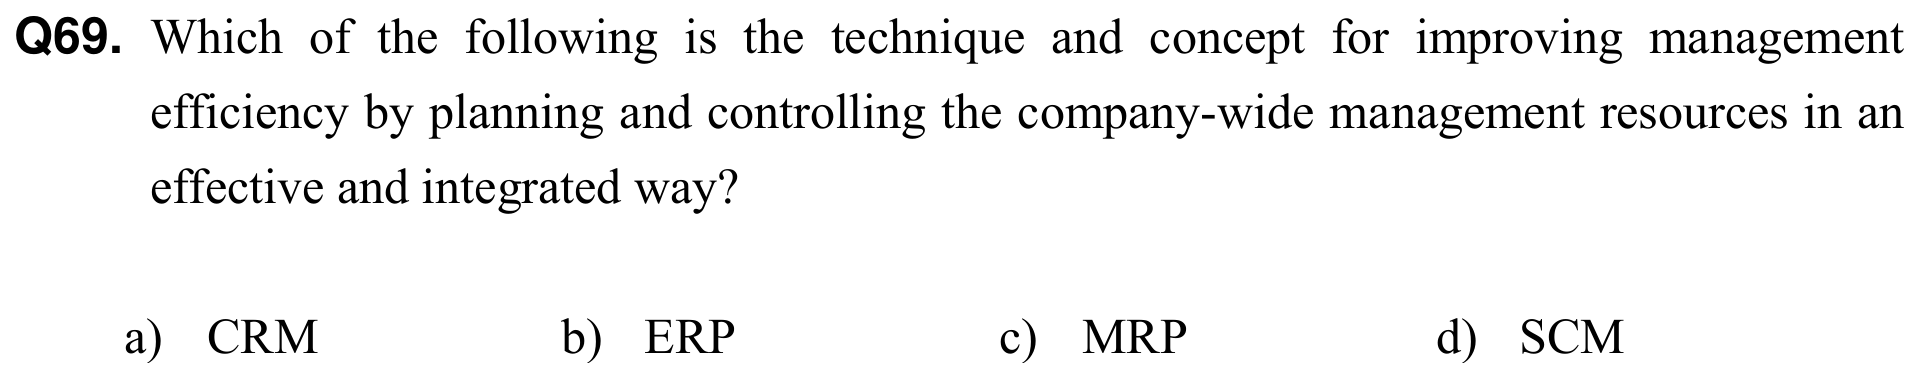 Q69. Which of the following is the technique and concept for improving management
efficiency by planning and controlling the company-wide management resources in an
effective and integrated way?
a) CRM b) ERP c) MRP d) SCM